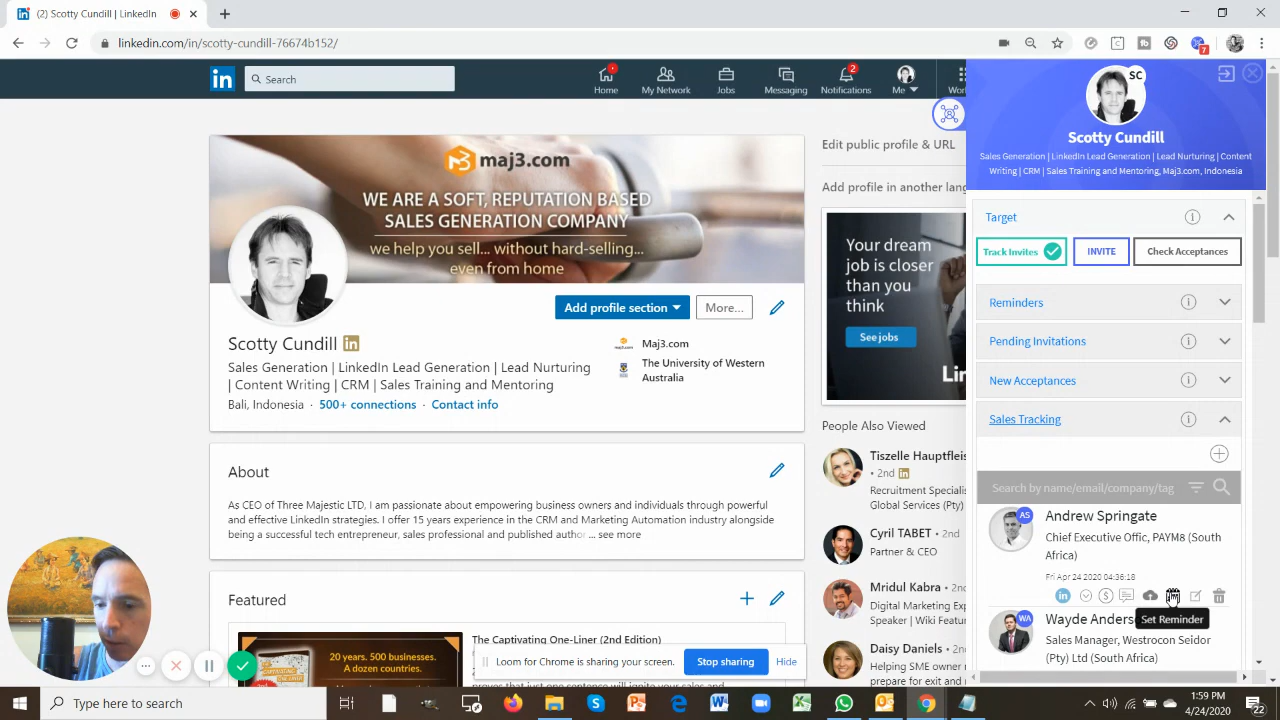 (2) Scotty Cundill | LinkedIn
linkedin.com/in/scotty-cundill-76674b152/
7
in
Search
Home
My Network
Jobs
Messaging
2
Notifications
Me
maj3.com
WE ARE A SOFT, REPUTATION BASED
SALES GENERATION COMPANY
we help you sell... without hard-selling...
even from home
Add profile section
More...
Scotty Cundill
Sales Generation | LinkedIn Lead Generation | Lead Nurturing
| Content Writing | CRM | Sales Training and Mentoring
Bali, Indonesia · 500+ connections · Contact info
Maj3.com
The University of Western
Australia
About
As CEO of Three Majestic LTD, I am passionate about empowering business owners and individuals through powerful
and effective LinkedIn strategies. I offer 15 years experience in the CRM and Marketing Automation industry alongside
being a successful tech entrepreneur, sales professional and published author ... see more
Featured
20 years. 500 businesses.
A dozen countries.
The Captivating One-Liner (2nd Edition)
Edit public profile & URL
Add profile in another lang
Your dream
job is closer
than you
think
See jobs
Lin
People Also Viewed
Tiszelle Hauptfleis
• 2nd in
Recruitment Specialis
Global Services (Pty)
Cyril TABET • 2nd
Partner & CEO
Mridul Kabra • 2nd
Digital Marketing Expe
Speaker | Wiki Feature
Daisy Daniels • 2nd
Helping SME owner
SC
Scotty Cundill
Sales Generation | LinkedIn Lead Generation | Lead Nurturing | Content
Writing | CRM | Sales Training and Mentoring, Maj3.com, Indonesia
Target
Track Invites
INVITE
Check Acceptances
Reminders
Pending Invitations
New Acceptances
Sales Tracking
Search by name/email/company/tag
AS
Andrew Springate
Chief Executive Offic, PAYM8 (South
Africa)
Fri Apr 24 2020 04:36:18
in
Set Reminder
WA
Wayde Anders
Sales Manager, Westrocon Seidor
(Pty) Ltd(South Africa)
Loom for Chrome is sharing your screen.
Stop sharing
Hide
Type here to search
1:59 PM
4/24/2020
22